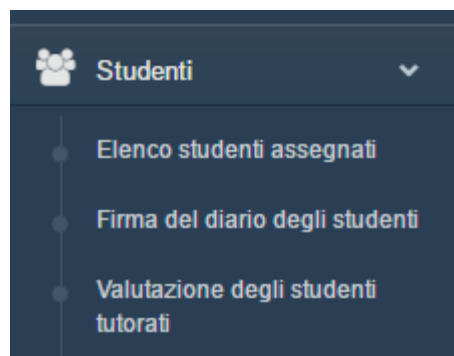 Studenti
Elenco studenti assegnati
Firma del diario degli studenti
Valutazione degli studenti
tutorati